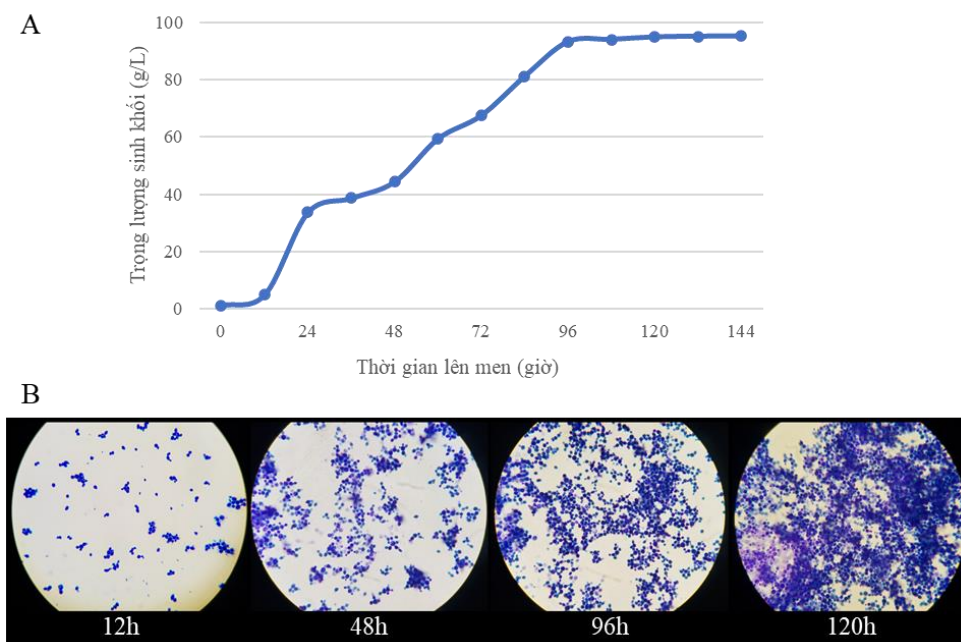 A
100
80
60
40
20
0
Trọng lượng sinh khối (g/L)
0 24 48 72 96 120 144
Thời gian lên men (giờ)
B
12h 48h 96h 120h